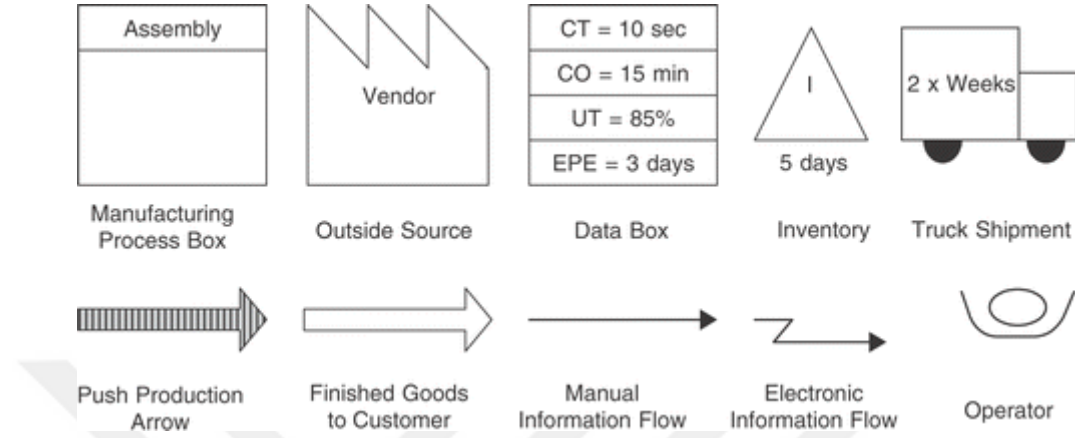 Assembly
Vendor
CT = 10 sec
CO = 15 min
UT = 85%
EPE = 3 days
I
5 days
2 x Weeks
Manufacturing
Process Box
Outside Source
Data Box
Inventory
Truck Shipment
Push Production
Arrow
Finished Goods
to Customer
Manual
Information Flow
Electronic
Information Flow
Operator